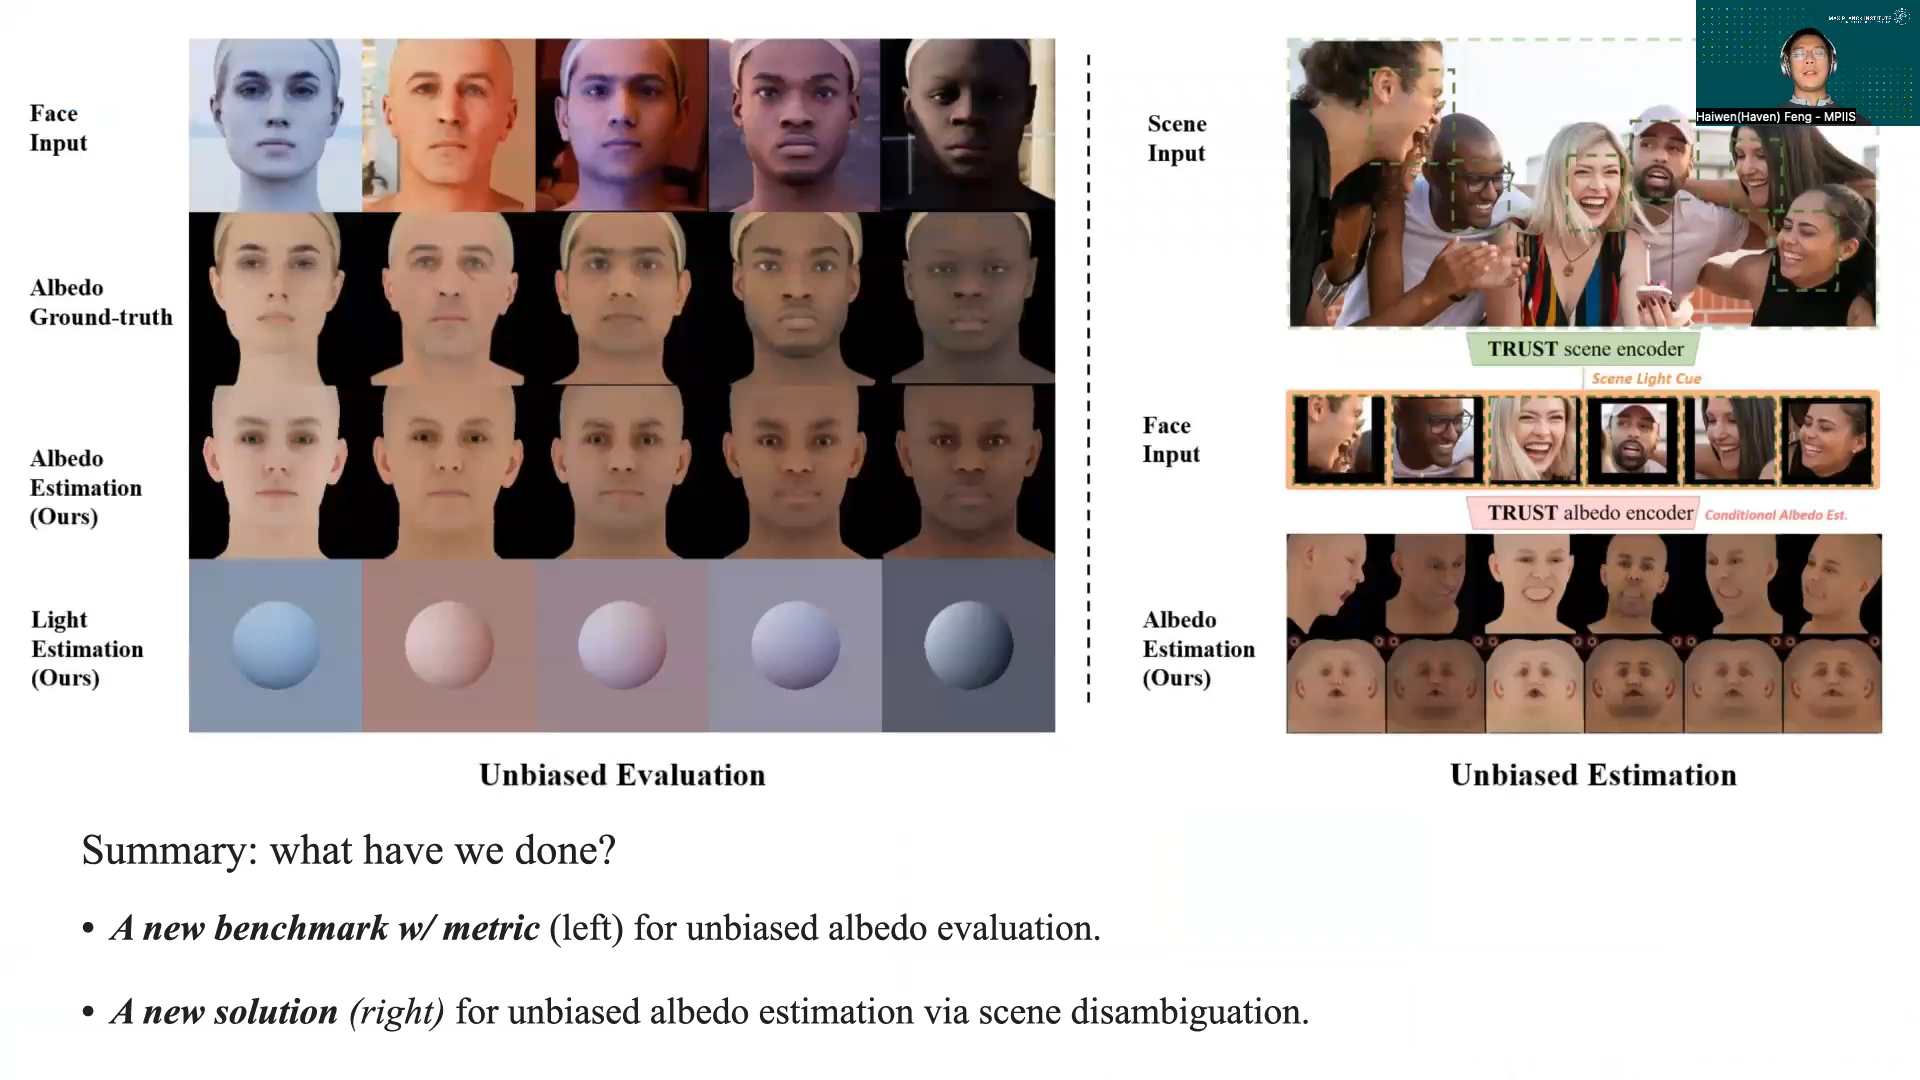 MAX PLANCK INSTITUTE
Haiwen(Haven) Feng - MPIIS
Face
Input
Albedo
Ground-truth
Albedo
Estimation
(Ours)
Light
Estimation
(Ours)
Unbiased Evaluation
Scene
Input
TRUST scene encoder
Scene Light Cue
Face
Input
TRUST albedo encoder
Conditional Albedo Est.
Albedo
Estimation
(Ours)
Unbiased Estimation
Summary: what have we done?
• A new benchmark w/ metric (left) for unbiased albedo evaluation.
• A new solution (right) for unbiased albedo estimation via scene disambiguation.